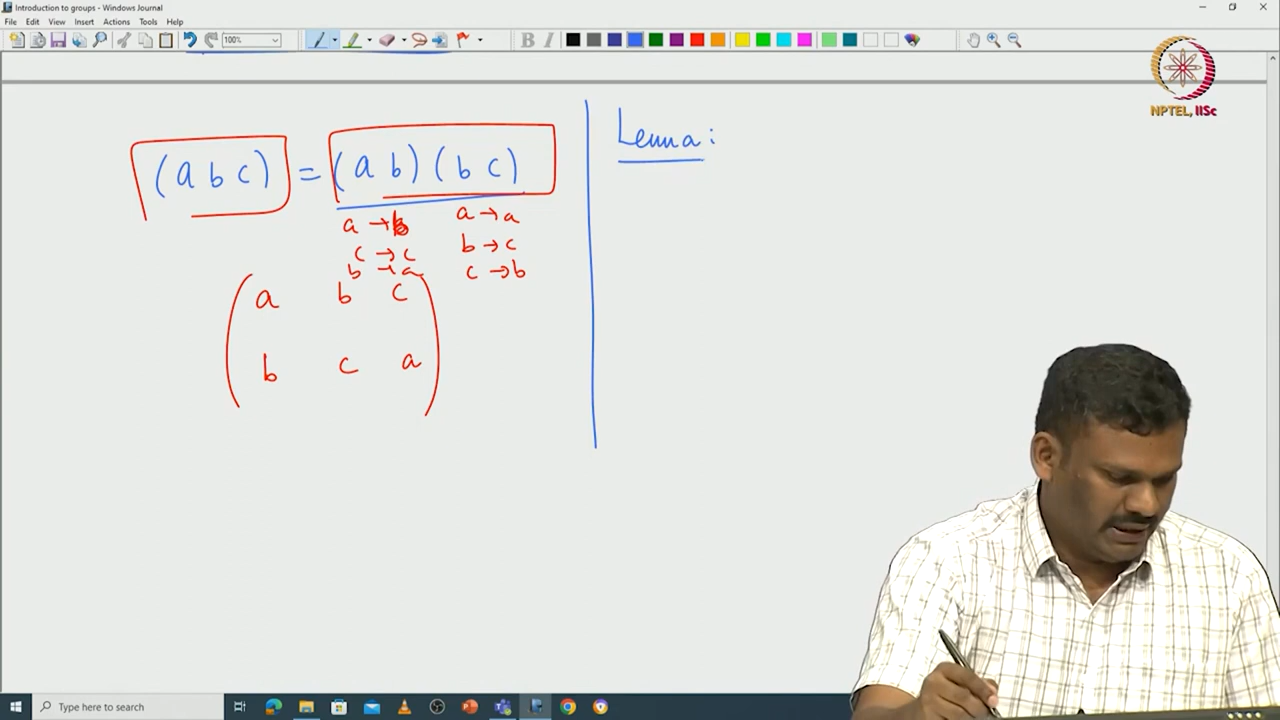 Introduction to groups - Windows Journal
File Edit View Insert Actions Tools Help
100%
B I
NPTEL, IISc
(a b c) = (a b) (b c)
a → b a → a
c → c b → c
b → a c → b
a b c
b c a
Lemma:
Type here to search